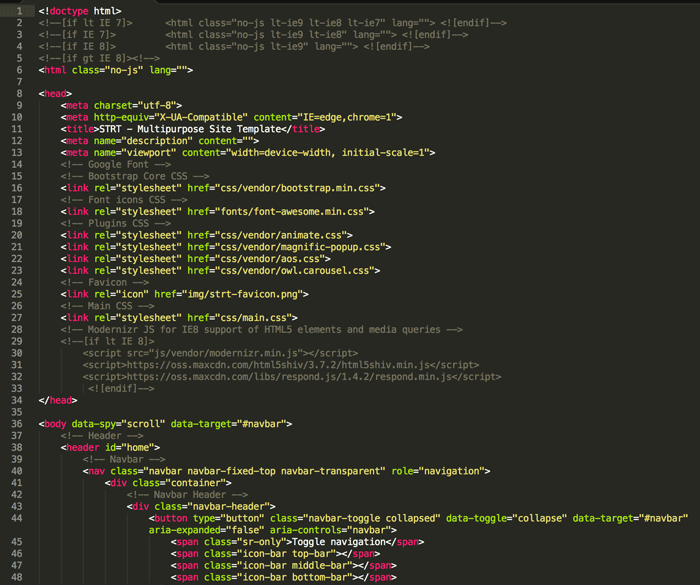 1 <!doctype html>
2 <!--[if lt IE 7]>      <html class="no-js lt-ie9 lt-ie8 lt-ie7" lang=""> <![endif]-->
3 <!--[if IE 7]>         <html class="no-js lt-ie9 lt-ie8" lang=""> <![endif]-->
4 <!--[if IE 8]>         <html class="no-js lt-ie9" lang=""> <![endif]-->
5 <!--[if gt IE 8]><!-->
6 <html class="no-js" lang="">
7
8 <head>
9     <meta charset="utf-8">
10     <meta http-equiv="X-UA-Compatible" content="IE=edge,chrome=1">
11     <title>STRT - Multipurpose Site Template</title>
12     <meta name="description" content="">
13     <meta name="viewport" content="width=device-width, initial-scale=1">
14     <!-- Google Font -->
15     <!-- Bootstrap Core CSS -->
16     <link rel="stylesheet" href="css/vendor/bootstrap.min.css">
17     <!-- Font icons CSS -->
18     <link rel="stylesheet" href="fonts/font-awesome.min.css">
19     <!-- Plugins CSS -->
20     <link rel="stylesheet" href="css/vendor/animate.css">
21     <link rel="stylesheet" href="css/vendor/magnific-popup.css">
22     <link rel="stylesheet" href="css/vendor/aos.css">
23     <link rel="stylesheet" href="css/vendor/owl.carousel.css">
24     <!-- Favicon -->
25     <link rel="icon" href="img/strt-favicon.png">
26     <!-- Main CSS -->
27     <link rel="stylesheet" href="css/main.css">
28     <!-- Modernizr JS for IE8 support of HTML5 elements and media queries -->
29     <!--[if lt IE 8]>
30         <script src="js/vendor/modernizr.min.js"></script>
31         <script>https://oss.maxcdn.com/html5shiv/3.7.2/html5shiv.min.js</script>
32         <script>https://oss.maxcdn.com/libs/respond.js/1.4.2/respond.min.js</script>
33          <![endif]-->
34 </head>
35
36 <body data-spy="scroll" data-target="#navbar">
37     <!-- Header -->
38     <header id="home">
39         <!-- Navbar -->
40         <nav class="navbar navbar-fixed-top navbar-transparent" role="navigation">
41             <div class="container">
42                 <!-- Navbar Header -->
43                 <div class="navbar-header">
44                     <button type="button" class="navbar-toggle collapsed" data-toggle="collapse" data-target="#navbar"
aria-expanded="false" aria-controls="navbar">
45                         <span class="sr-only">Toggle navigation</span>
46                         <span class="icon-bar top-bar"></span>
47                         <span class="icon-bar middle-bar"></span>
48                         <span class="icon-bar bottom-bar"></span>